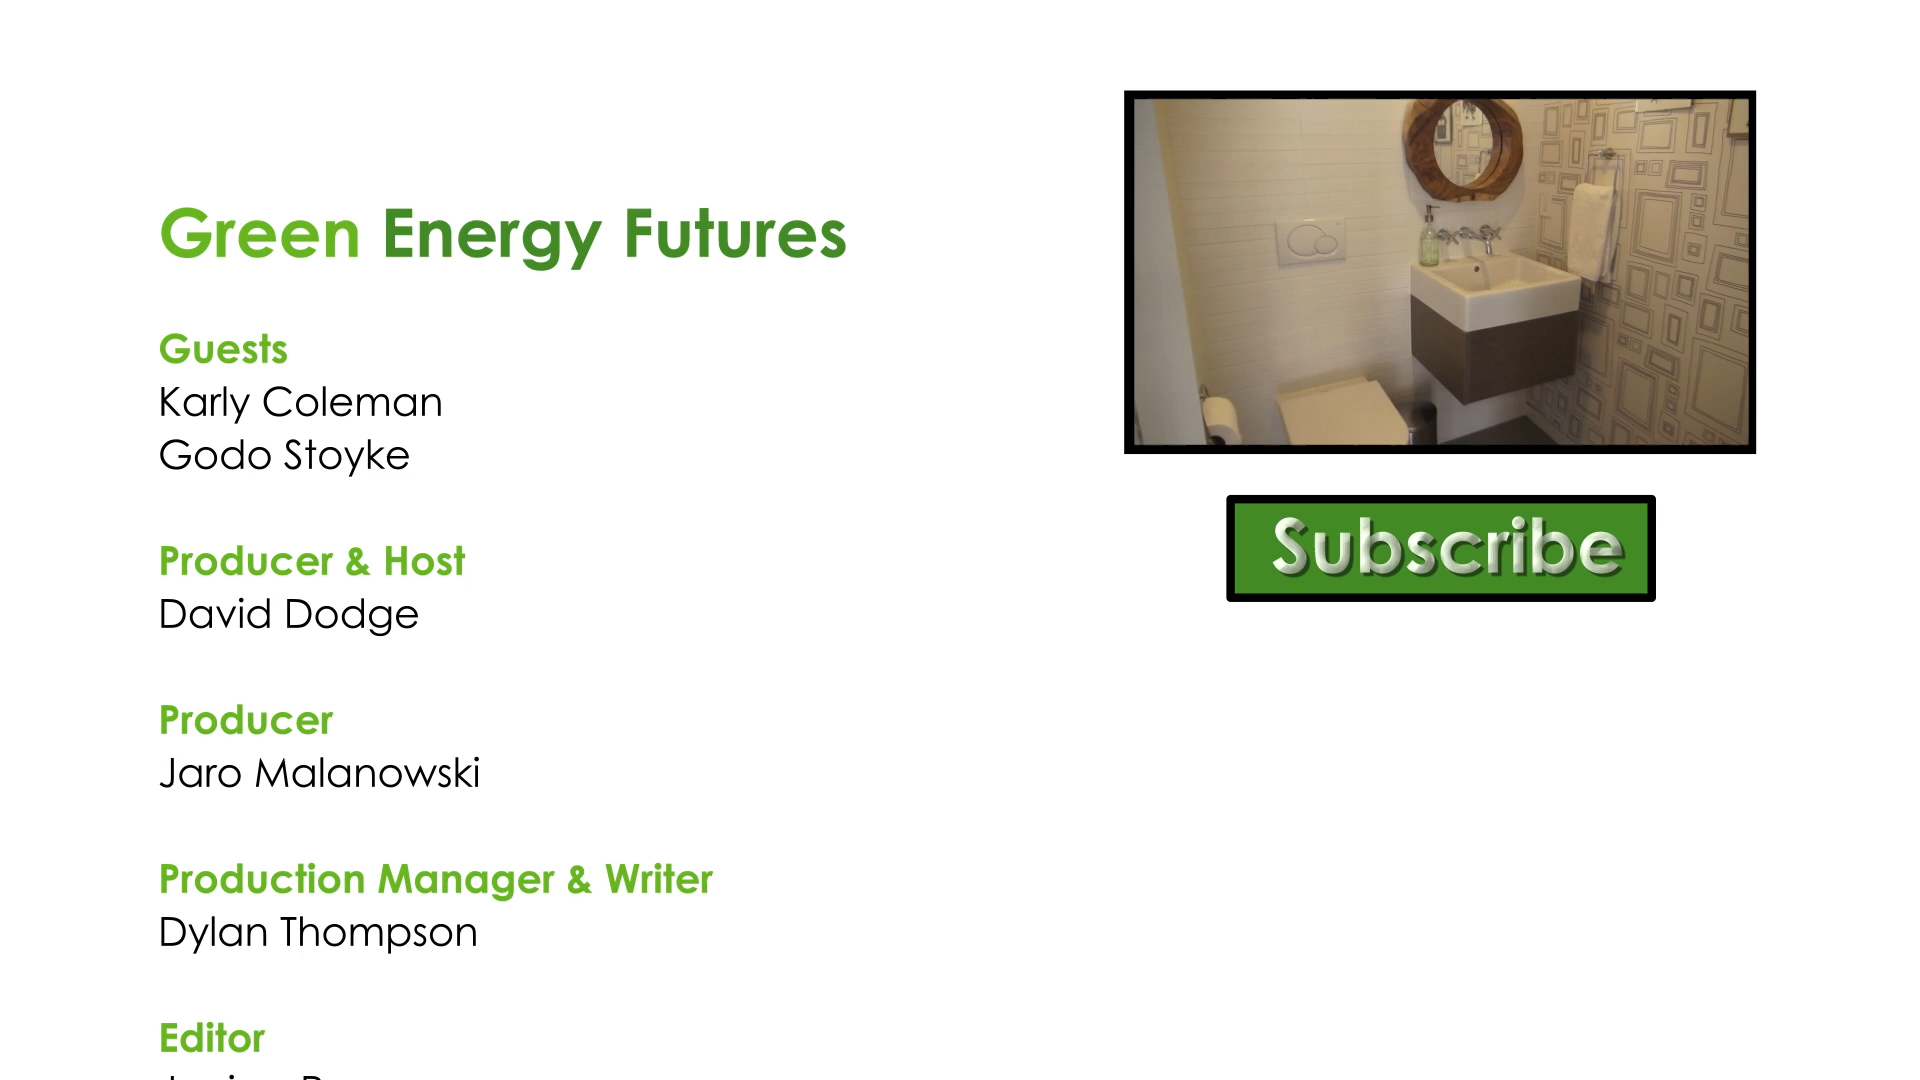 Green Energy Futures
Guests
Karly Coleman
Godo Stoyke
Producer & Host
David Dodge
Producer
Jaro Malanowski
Production Manager & Writer
Dylan Thompson
Editor
Subscribe